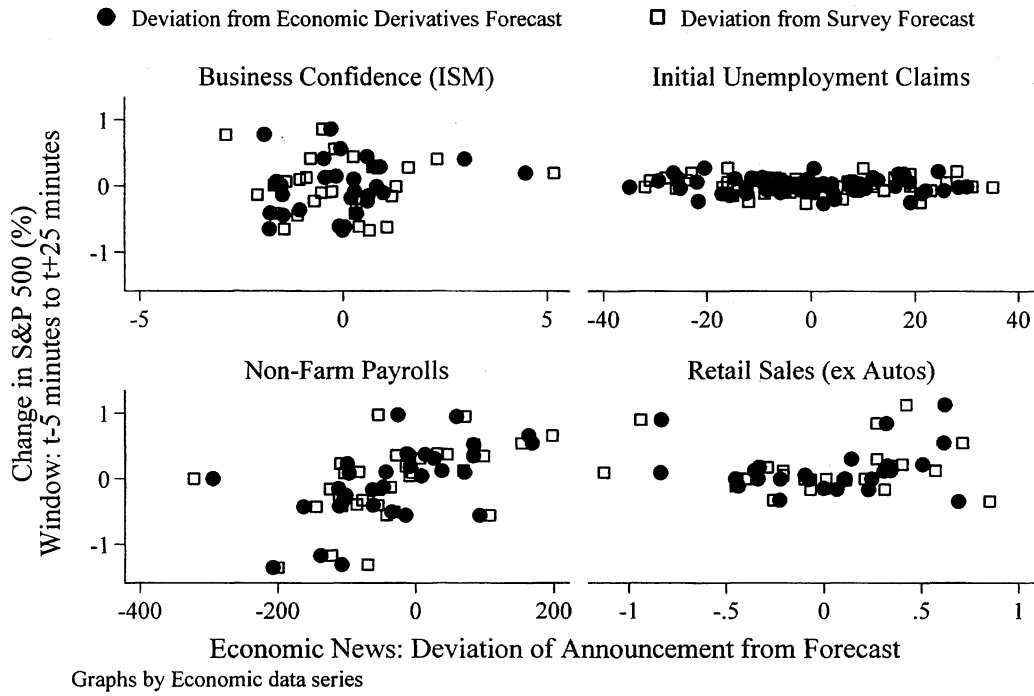 Deviation from Economic Derivatives Forecast
Deviation from Survey Forecast
Business Confidence (ISM)
Initial Unemployment Claims
1
0
-1
-5
0
5
-40
-20
0
20
40
Non-Farm Payrolls
Retail Sales (ex Autos)
1
0
-1
-400
-200
0
200
-1
-.5
0
.5
1
Change in S&P 500 (%)
Window: t-5 minutes to t+25 minutes
Economic News: Deviation of Announcement from Forecast
Graphs by Economic data series